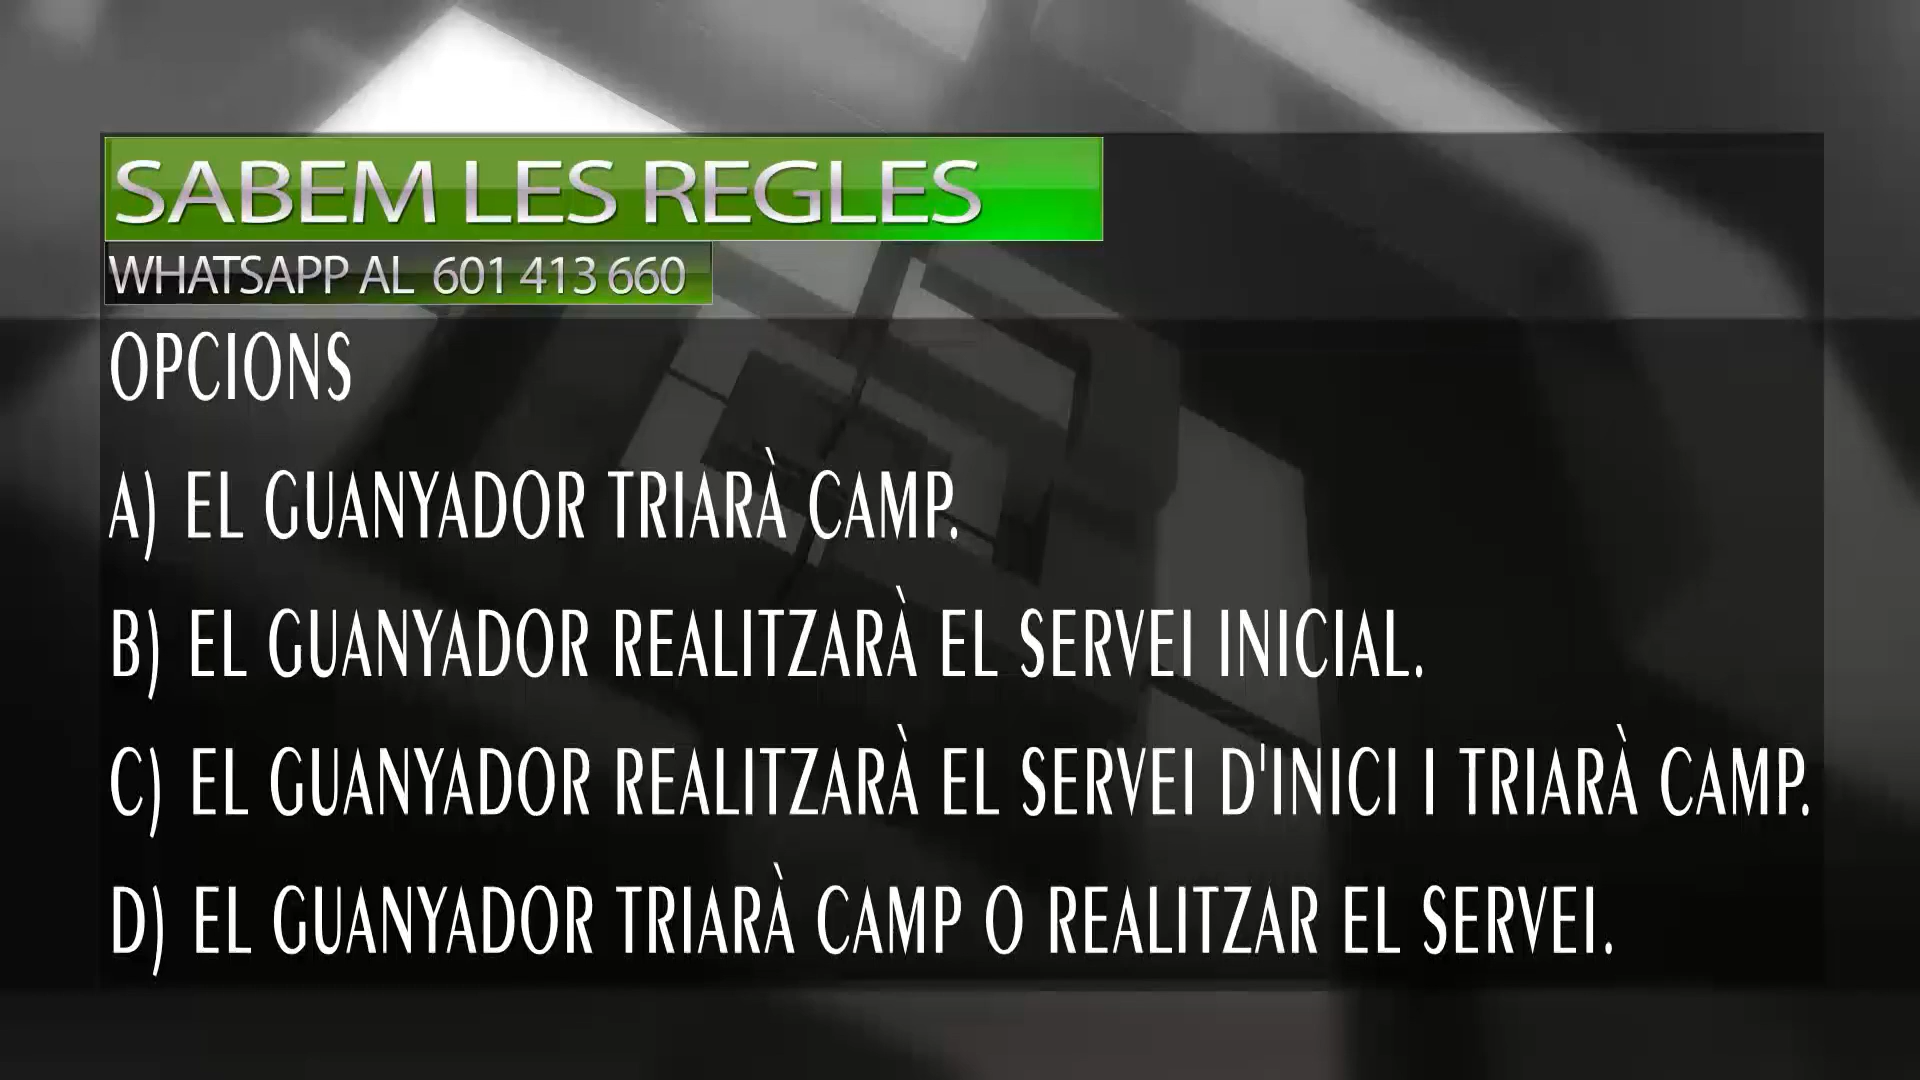 SABEM LES REGLES
WHATSAPP AL 601 413 660
OPCIONS
A) EL GUANYADOR TRIARÀ CAMP.
B) EL GUANYADOR REALITZARÀ EL SERVEI INICIAL.
C) EL GUANYADOR REALITZARÀ EL SERVEI D'INICI I TRIARÀ CAMP.
D) EL GUANYADOR TRIARÀ CAMP O REALITZAR EL SERVEI.